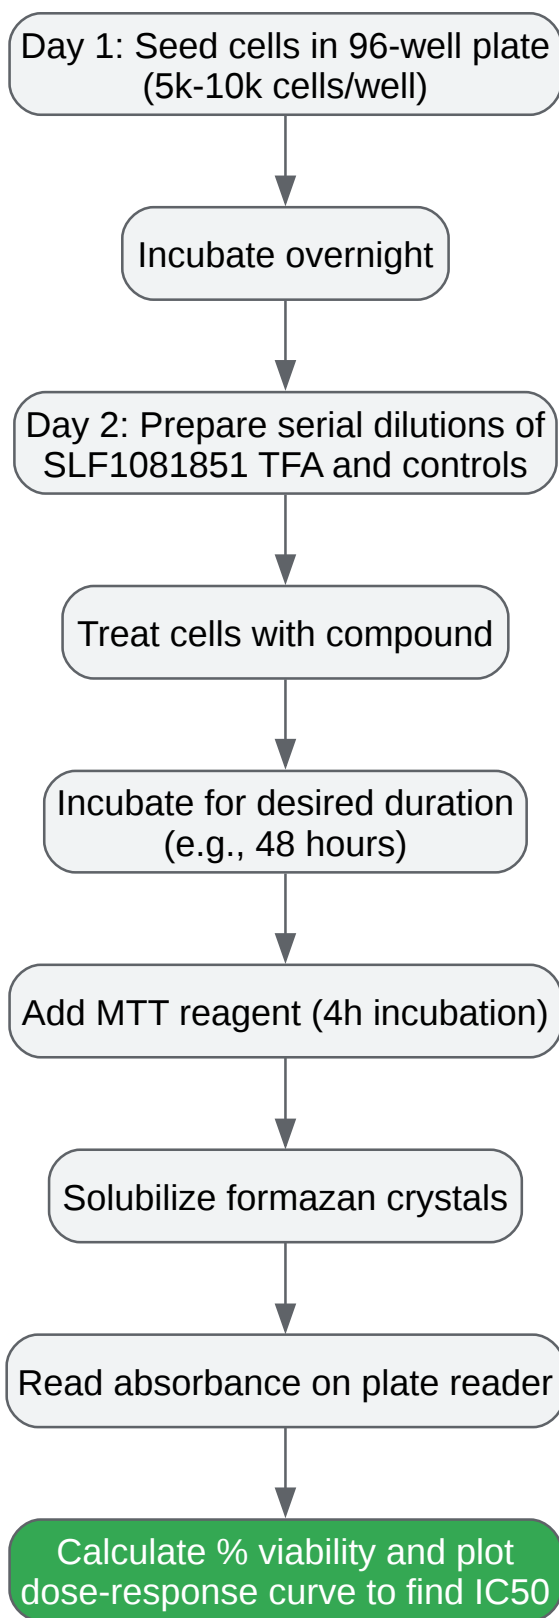 Day 1: Seed cells in 96-well plate
(5k-10k cells/well)
Incubate overnight
Day 2: Prepare serial dilutions of
SLF1081851 TFA and controls
Treat cells with compound
Incubate for desired duration
(e.g., 48 hours)
Add MTT reagent (4h incubation)
Solubilize formazan crystals
Read absorbance on plate reader
Calculate % viability and plot
dose-response curve to find IC50